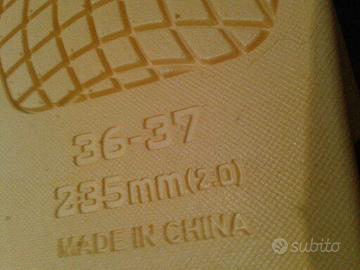 36-37
235mm(2.0)
MADE IN CHINA
subito